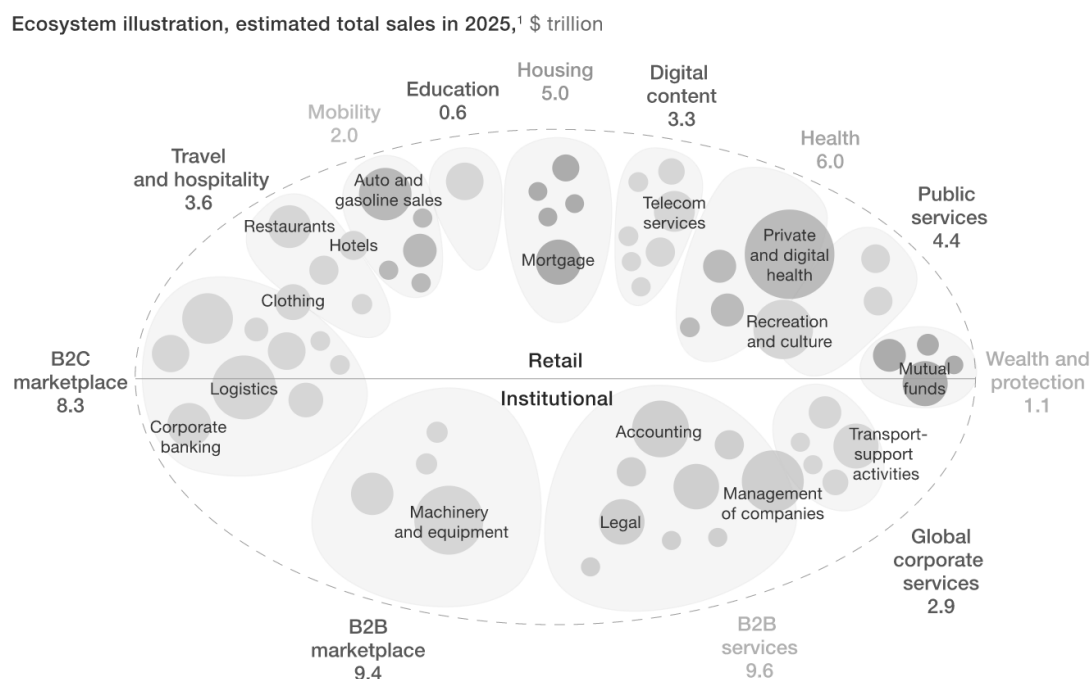 Ecosystem illustration, estimated total sales in 2025,¹ $ trillion
Housing
5.0
Digital
content
3.3
Education
0.6
Mobility
2.0
Health
6.0
Travel
and hospitality
3.6
Public
services
4.4
Auto and
gasoline sales
Restaurants
Hotels
Clothing
Telecom
services
Mortgage
Private
and digital
health
Recreation
and culture
B2C
marketplace
8.3
Logistics
Corporate
banking
Retail
Institutional
Mutual
funds
Wealth and
protection
1.1
Accounting
Transport-
support
activities
Management
of companies
Machinery
and equipment
Legal
Global
corporate
services
2.9
B2B
marketplace
9.4
B2B
services
9.6